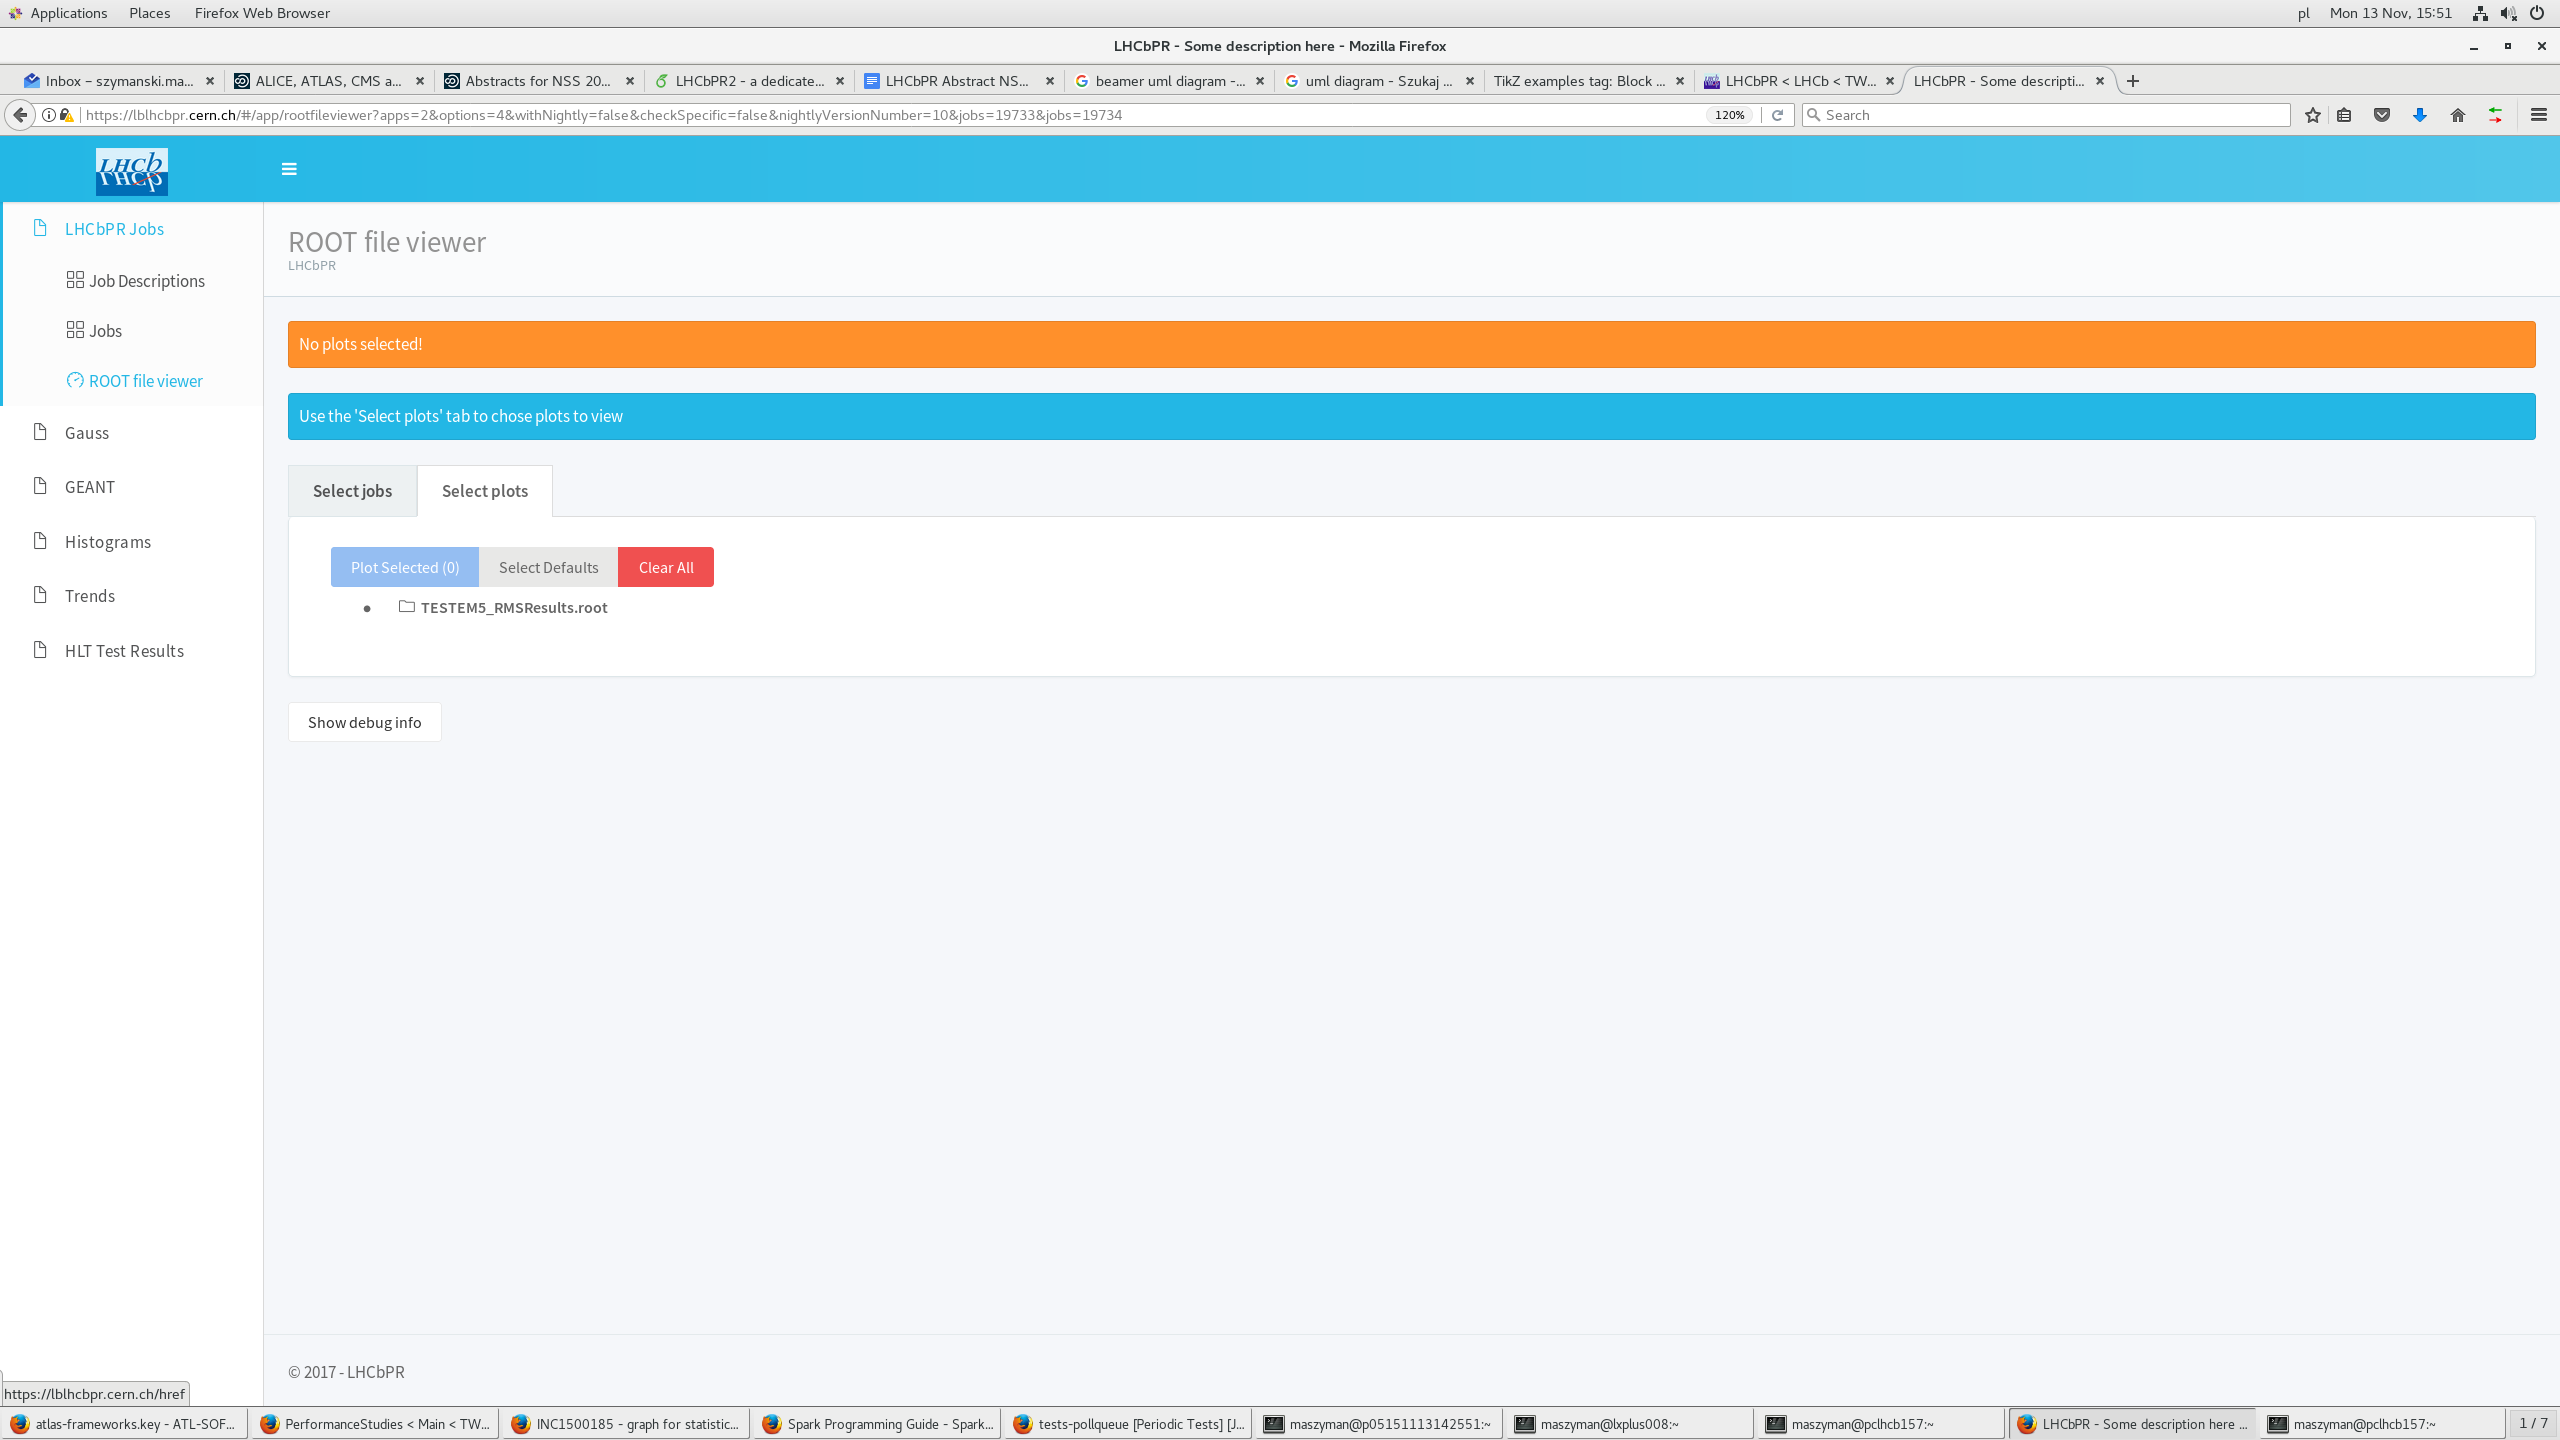 Applications Places Firefox Web Browser pl Mon 13 Nov, 15:51
LHCbPR - Some description here - Mozilla Firefox
Inbox – szymanski.ma... ALICE, ATLAS, CMS a... Abstracts for NSS 20... LHCbPR2 - a dedicate... LHCbPR Abstract NS... beamer uml diagram -... uml diagram - Szukaj ... TikZ examples tag: Block ... LHCbPR < LHCb < TW... LHCbPR - Some descripti...
https://lblhcbpr.cern.ch/#/app/rootfileviewer?apps=2&options=4&withNightly=false&checkSpecific=false&nightlyVersionNumber=10&jobs=19733&jobs=19734 120% Search
LHCb
LHCbPR Jobs
Job Descriptions
Jobs
ROOT file viewer
Gauss
GEANT
Histograms
Trends
HLT Test Results
ROOT file viewer
LHCbPR
No plots selected!
Use the 'Select plots' tab to chose plots to view
Select jobs Select plots
Plot Selected (0) Select Defaults Clear All
TESTEM5_RMSResults.root
Show debug info
© 2017 - LHCbPR
https://lblhcbpr.cern.ch/href
atlas-frameworks.key - ATL-SOF... PerformanceStudies < Main < TW... INC1500185 - graph for statistic... Spark Programming Guide - Spark... tests-pollqueue [Periodic Tests] [J... maszyman@p05151113142551:~ maszyman@lxplus008:~ maszyman@pclhcb157:~ LHCbPR - Some description here ... maszyman@pclhcb157:~ 1 / 7